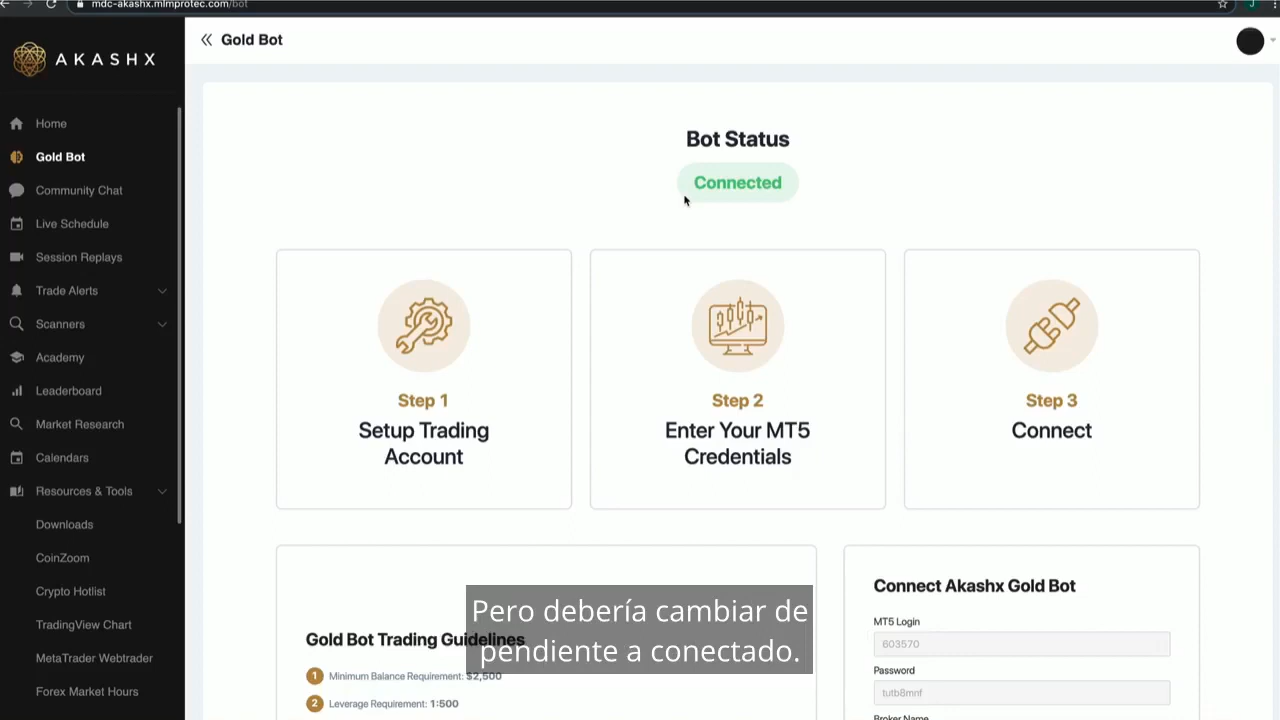 mdc-akashx.mlmprotec.com/bot
J
AKASHX
Gold Bot
Home
Gold Bot
Community Chat
Live Schedule
Session Replays
Trade Alerts
Scanners
Academy
Leaderboard
Market Research
Calendars
Resources & Tools
Downloads
CoinZoom
Crypto Hotlist
TradingView Chart
MetaTrader Webtrader
Forex Market Hours
Bot Status
Connected
Step 1
Setup Trading
Account
Step 2
Enter Your MT5
Credentials
Step 3
Connect
Gold Bot Trading Guidelines
1 Minimum Balance Requirement: $2,500
2 Leverage Requirement: 1:500
Connect Akashx Gold Bot
MT5 Login
603570
Password
tutb8mnf
Broker Name
Pero debería cambiar de
pendiente a conectado.